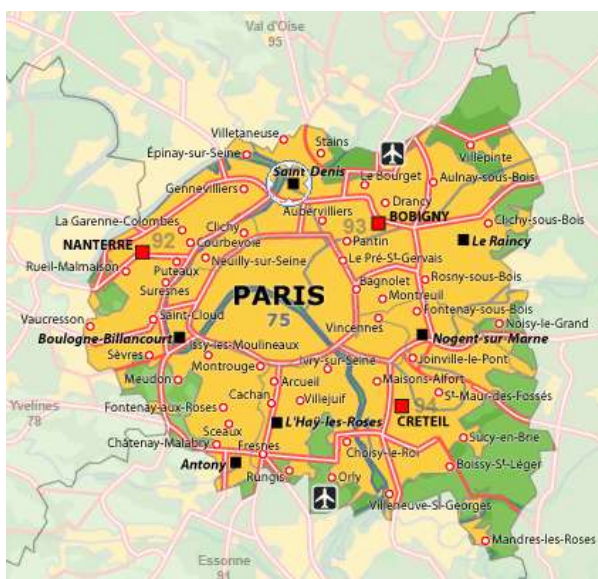 Val d'Oise
95
Villetaneuse
Stains
Épinay-sur-Seine
Villepinte
Saint-Denis
Le Bourget
Aulnay-sous-Bois
Gennevilliers
Drancy
Aubervilliers
93
BOBIGNY
Clichy-sous-Bois
La Garenne-Colombes
Clichy
92
Courbevoie
Pantin
Le Raincy
NANTERRE
Neuilly-sur-Seine
Le Pré-Sᵗ-Gervais
Rueil-Malmaison
Puteaux
Bagnolet
Rosny-sous-Bois
Suresnes
PARIS
Montreuil
75
Fontenay-sous-Bois
Vaucresson
Saint-Cloud
Vincennes
Noisy-le-Grand
Boulogne-Billancourt
Nogent-sur-Marne
Issy-les-Moulineaux
Sèvres
Ivry-sur-Seine
Joinville-le-Pont
Montrouge
Meudon
Arcueil
Maisons-Alfort
Cachan
Villejuif
Sᵗ-Maur-des-Fossés
Yvelines
78
Fontenay-aux-Roses
94
L'Haÿ-les-Roses
CRETEIL
Sceaux
Sucy-en-Brie
Châtenay-Malabry
Fresnes
Choisy-le-Roi
Antony
Boissy-Sᵗ-Léger
Rungis
Orly
Villeneuve-Sᵗ-Georges
Mandres-les-Roses
Essonne
91